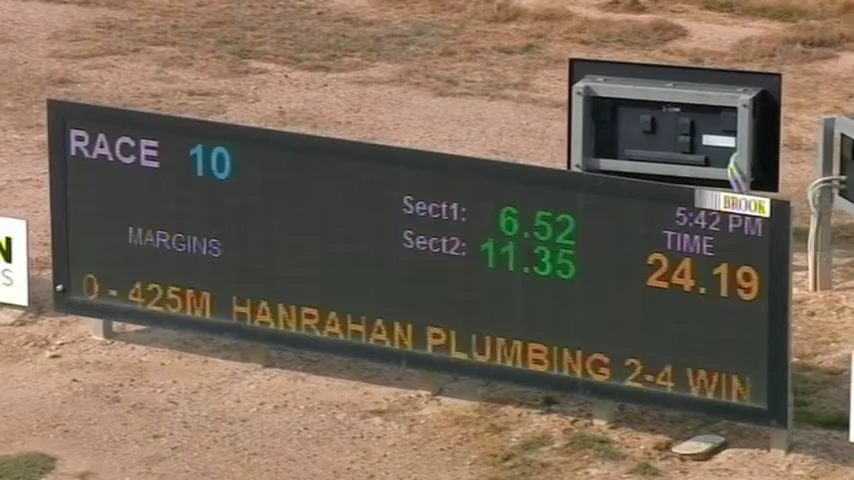 RACE 10
BROOK
Sect1: 6.52
5:42 PM
Sect2: 11.35
TIME
MARGINS
24.19
0 - 425M HANRAHAN PLUMBING 2-4 WIN
N
S